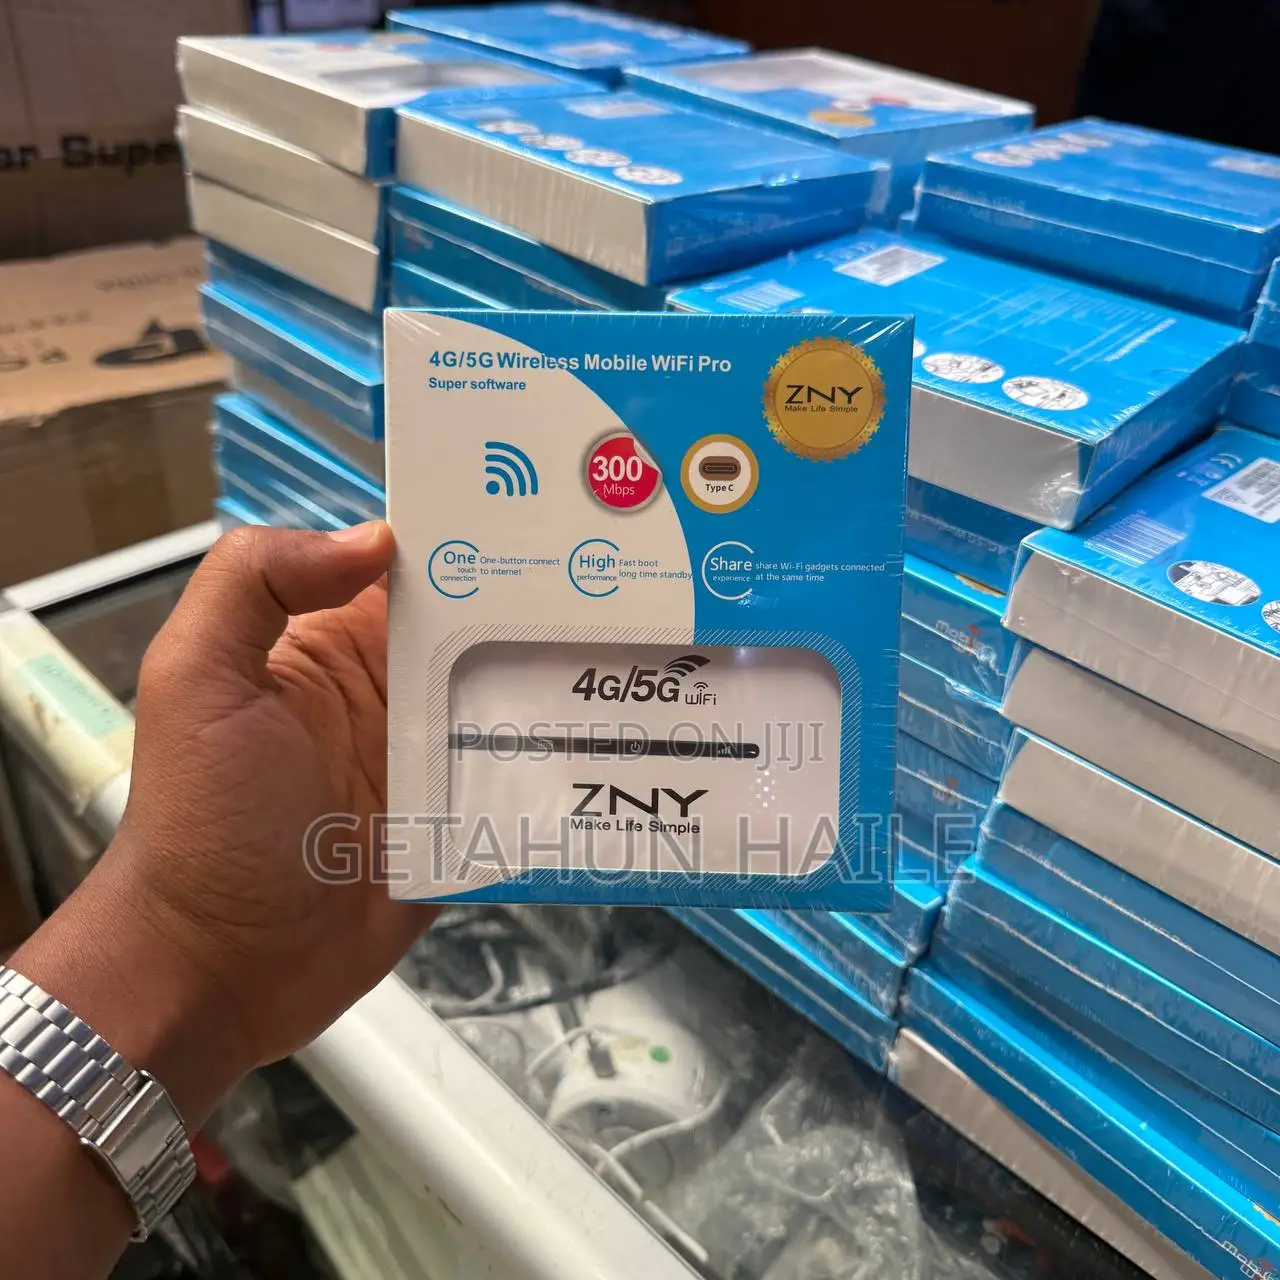 4G/5G Wireless Mobile WiFi Pro
Super software
ZNY
Make Life Simple
300
Mbps
Type C
One
touch
connection
One-button connect
to internet
High
performance
Fast boot
long time standby
Share
experience
share Wi-Fi gadgets connected
at the same time
4G/5G
WiFi
POSTED ON JIJI
ZNY
Make Life Simple
GETAHUN HAILE